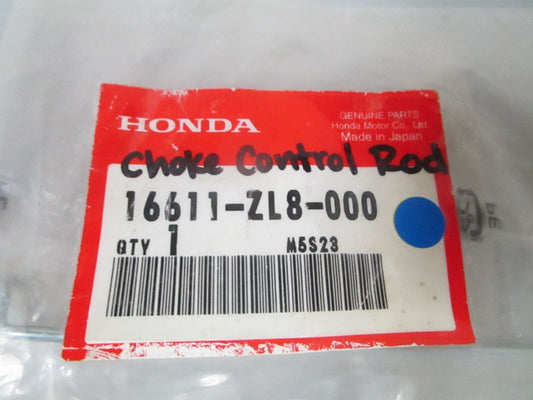 HONDA
GENUINE PARTS
Honda Motor Co., Ltd.
Made in Japan
Choke Control Rod
16611-ZL8-000
QTY 1 M5S23
PE